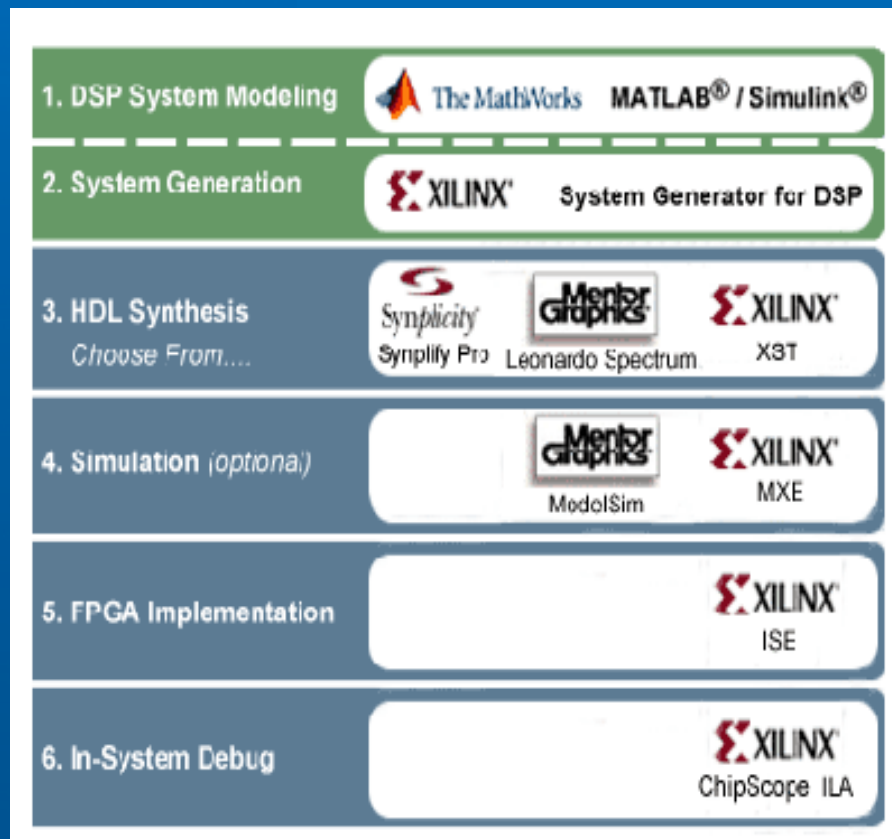 1. DSP System Modeling
The MathWorks MATLAB® / Simulink®
2. System Generation
XILINX® System Generator for DSP
3. HDL Synthesis
Choose From....
Synplicity®
Synplify Pro
Mentor
Graphics®
Leonardo Spectrum
XILINX®
XST
4. Simulation (optional)
Mentor
Graphics®
ModelSim
XILINX®
MXE
5. FPGA Implementation
XILINX®
ISE
6. In-System Debug
XILINX®
ChipScope ILA